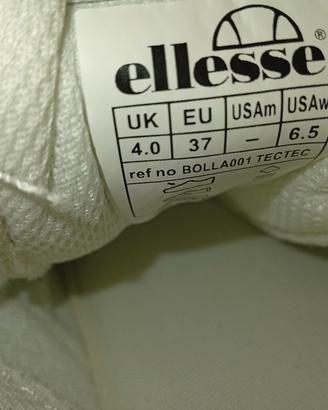 ellesse®
UK EU USAm USAw
4.0 37 – 6.5
ref no BOLLA001 TECTEC